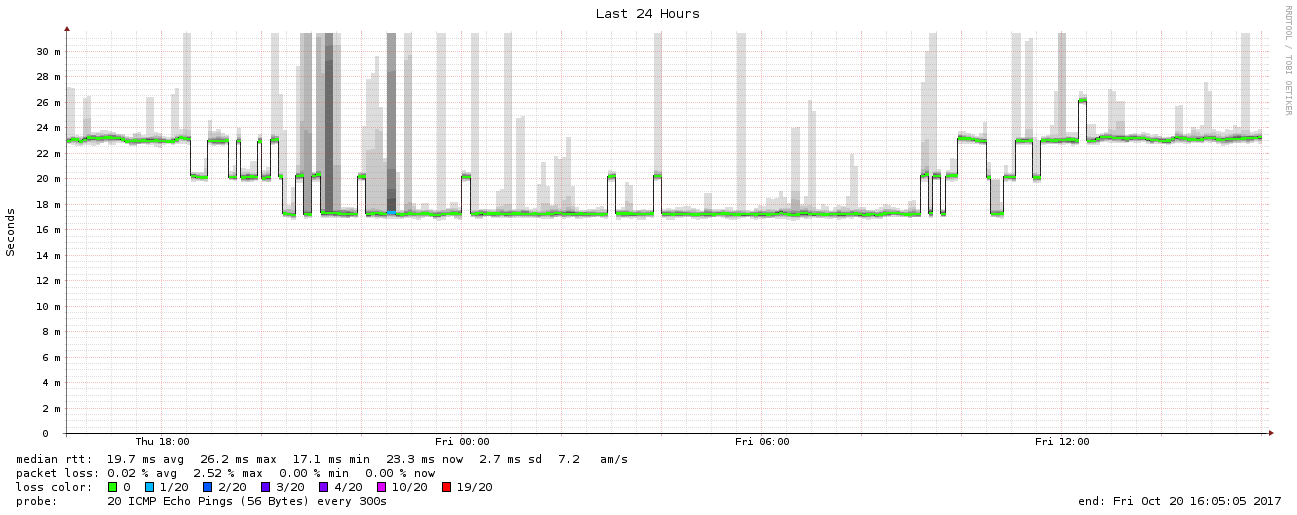 Last 24 Hours
RRDTOOL / TOBI OETIKER
Seconds
30 m
28 m
26 m
24 m
22 m
20 m
18 m
16 m
14 m
12 m
10 m
8 m
6 m
4 m
2 m
0
Thu 18:00 Fri 00:00 Fri 06:00 Fri 12:00
median rtt: 19.7 ms avg 26.2 ms max 17.1 ms min 23.3 ms now 2.7 ms sd 7.2 am/s
packet loss: 0.02 % avg 2.52 % max 0.00 % min 0.00 % now
loss color: 0 1/20 2/20 3/20 4/20 10/20 19/20
probe: 20 ICMP Echo Pings (56 Bytes) every 300s end: Fri Oct 20 16:05:05 2017